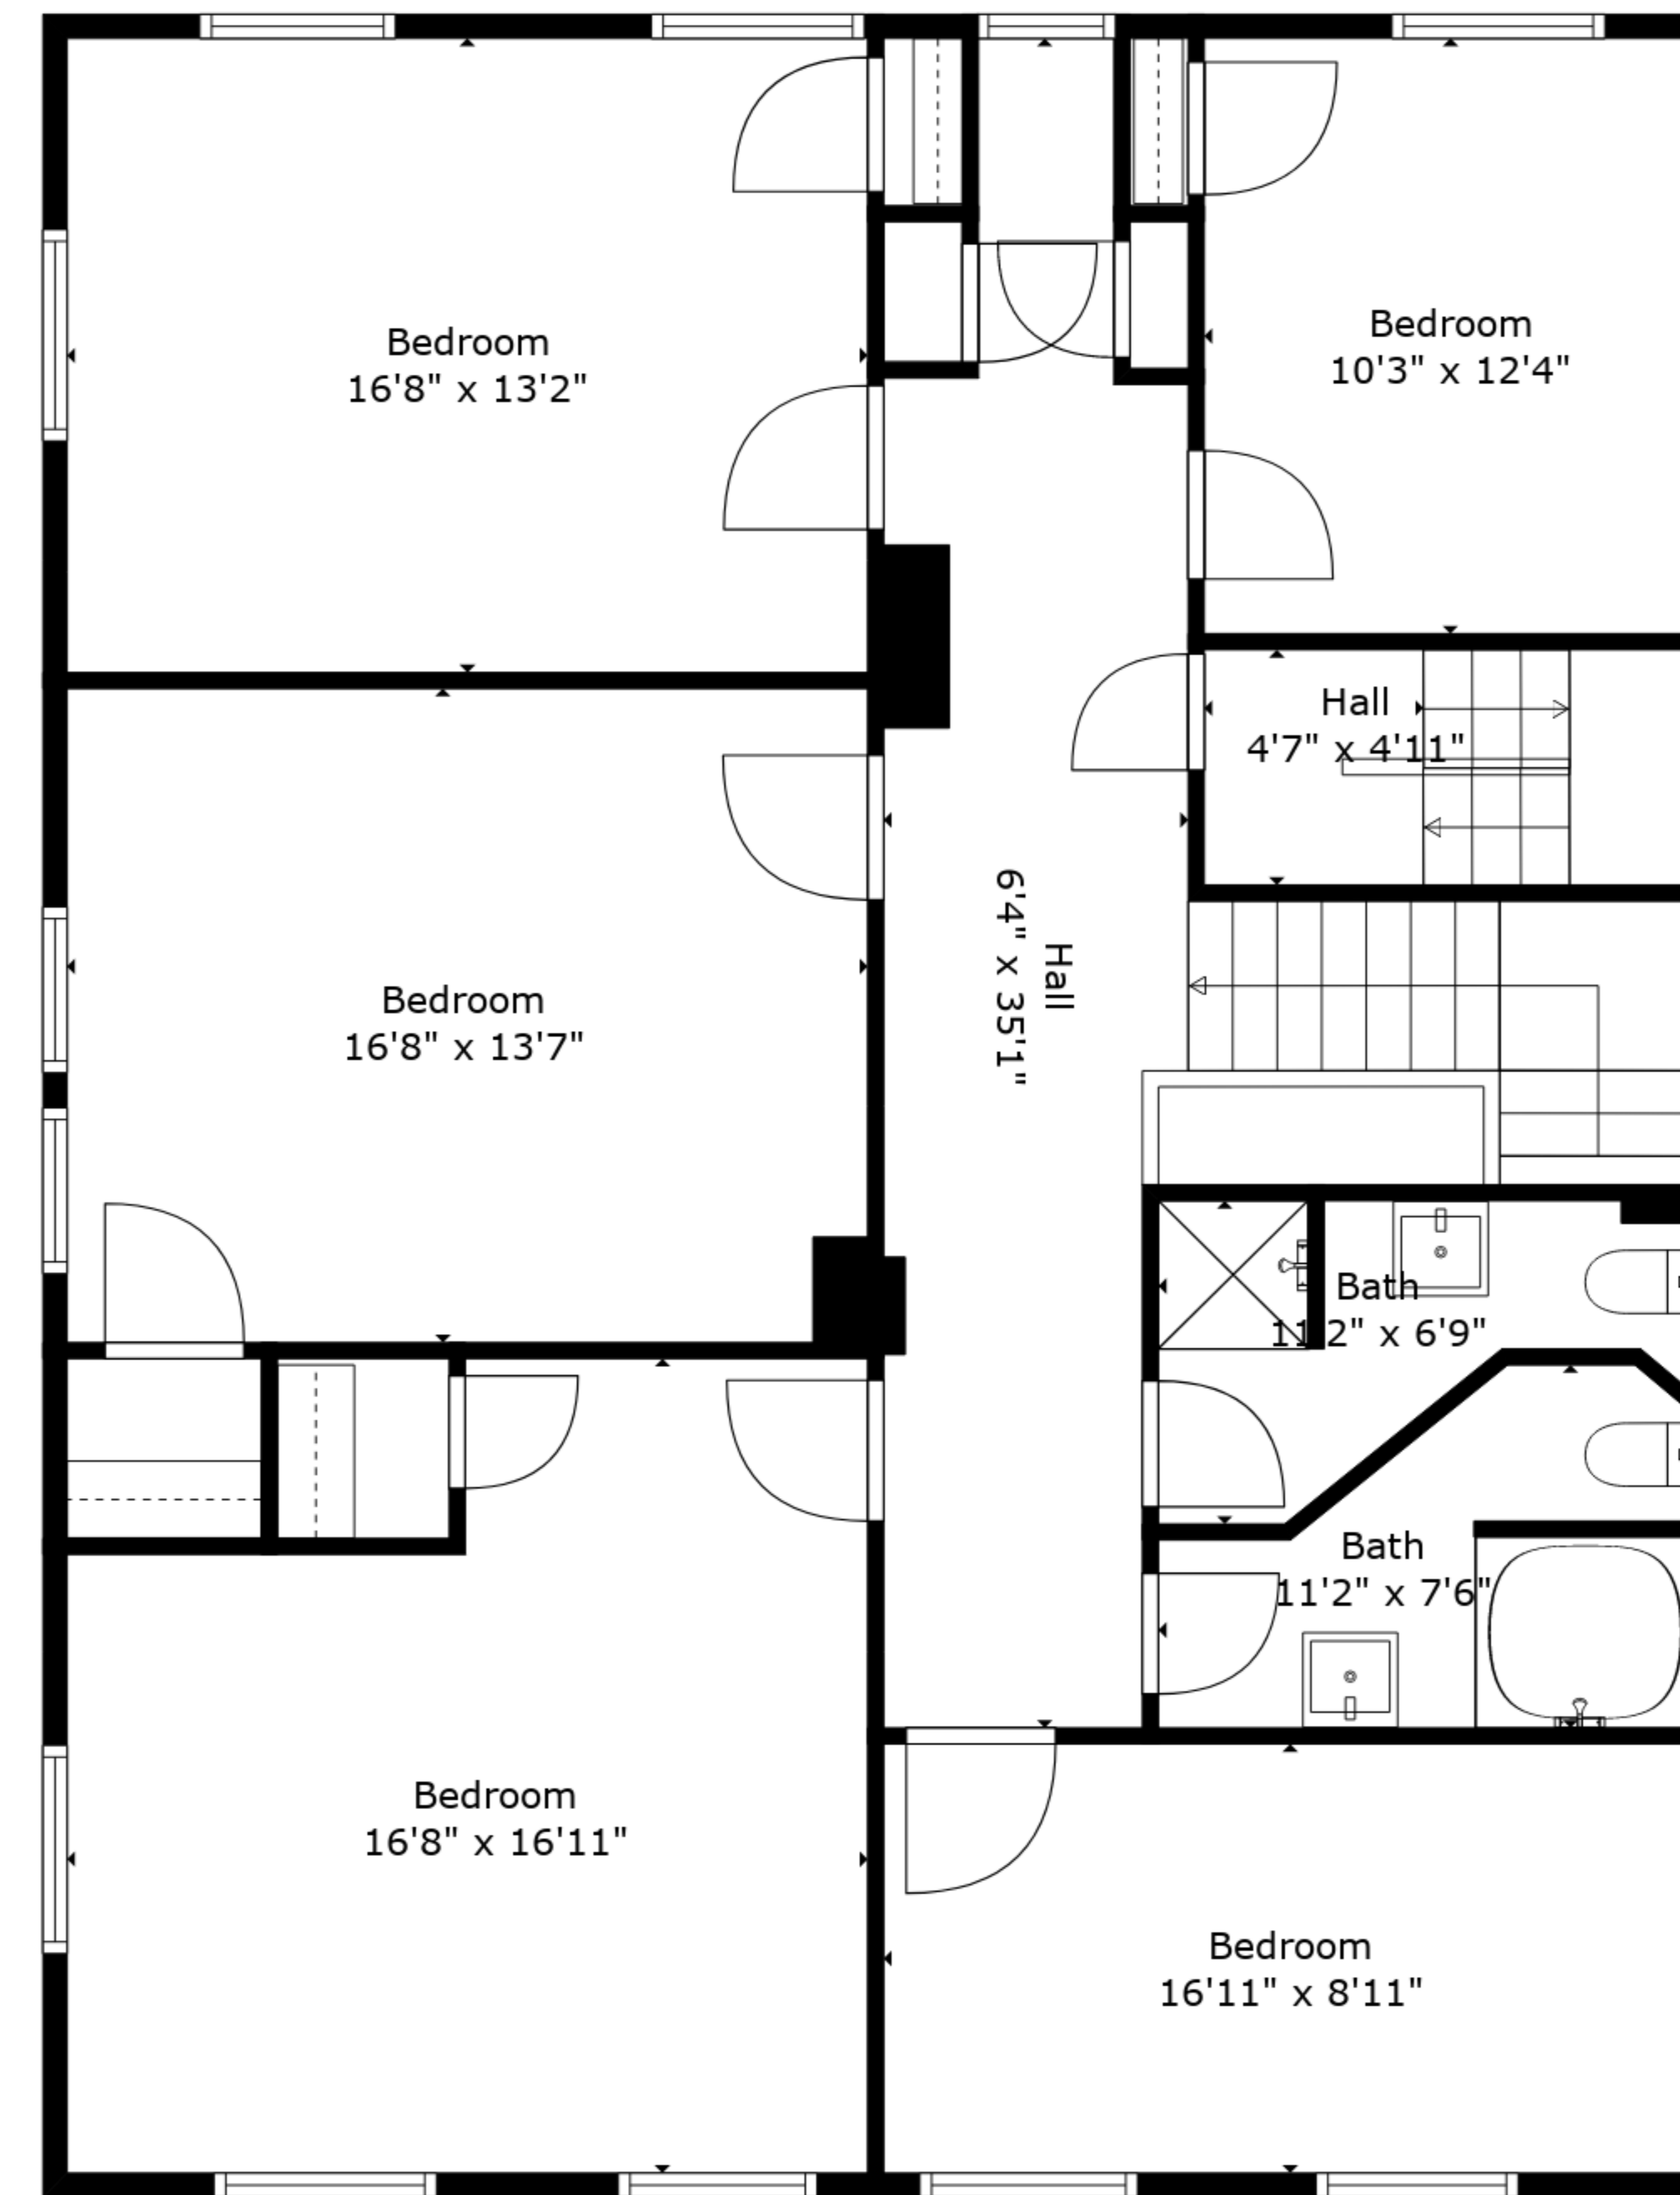 Bedroom
16'8" x 13'2"
Bedroom
10'3" x 12'4"
Hall
4'7" x 4'11"
Hall
6'4" x 35'1"
Bedroom
16'8" x 13'7"
Bath
11'2" x 6'9"
Bath
11'2" x 7'6"
Bedroom
16'8" x 16'11"
Bedroom
16'11" x 8'11"